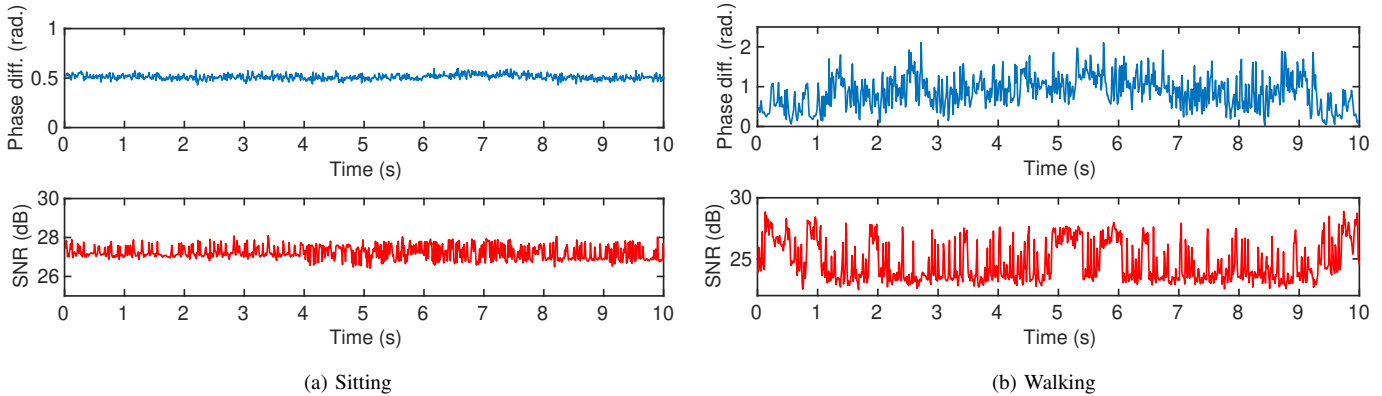 Phase diff. (rad.)
1
0.5
0
0 1 2 3 4 5 6 7 8 9 10
Time (s)
SNR (dB)
30
28
26
0 1 2 3 4 5 6 7 8 9 10
Time (s)
(a) Sitting
Phase diff. (rad.)
2
1
0
0 1 2 3 4 5 6 7 8 9 10
Time (s)
SNR (dB)
30
25
0 1 2 3 4 5 6 7 8 9 10
Time (s)
(b) Walking